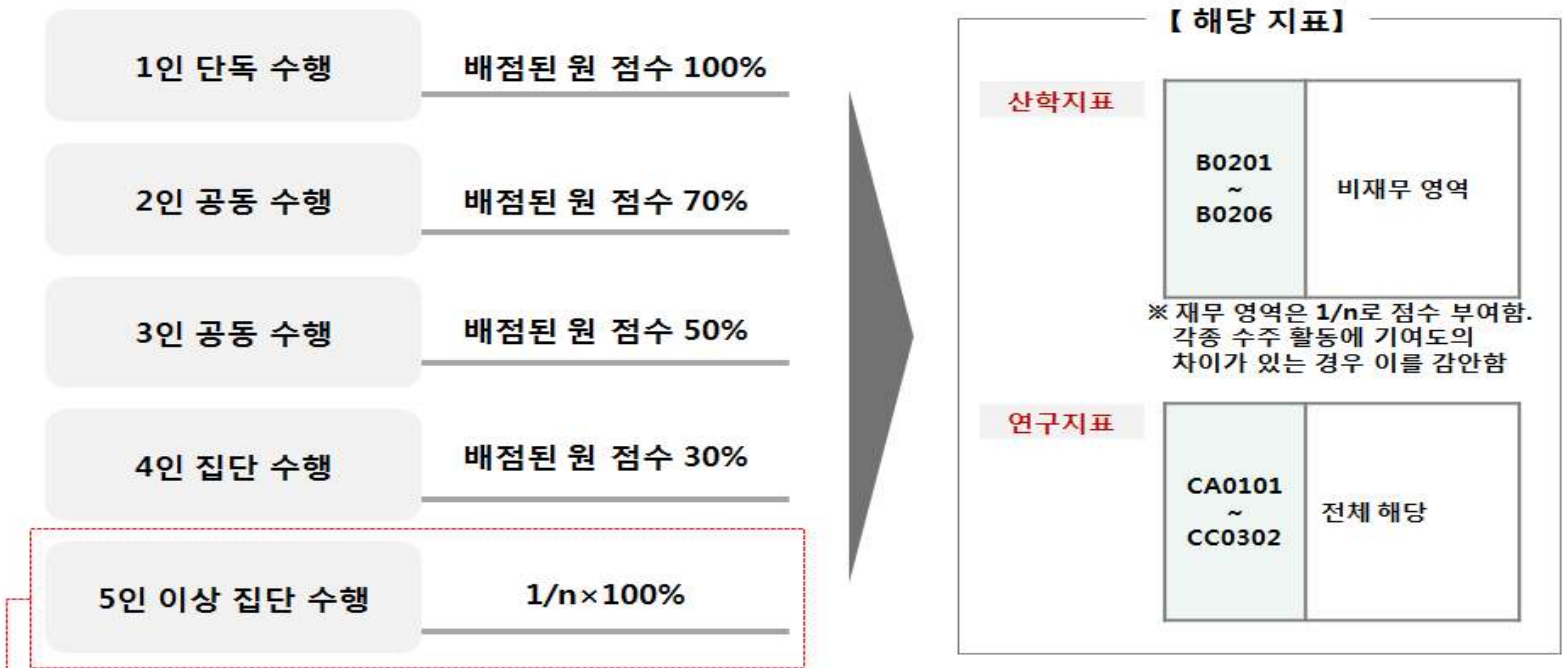 1인 단독 수행
배점된 원 점수 100%
2인 공동 수행
배점된 원 점수 70%
3인 공동 수행
배점된 원 점수 50%
4인 집단 수행
배점된 원 점수 30%
5인 이상 집단 수행
1/n×100%
【 해당 지표】
산학지표
B0201
~
B0206
비재무 영역
※ 재무 영역은 1/n로 점수 부여함.
각종 수주 활동에 기여도의
차이가 있는 경우 이를 감안함
연구지표
CA0101
~
CC0302
전체 해당